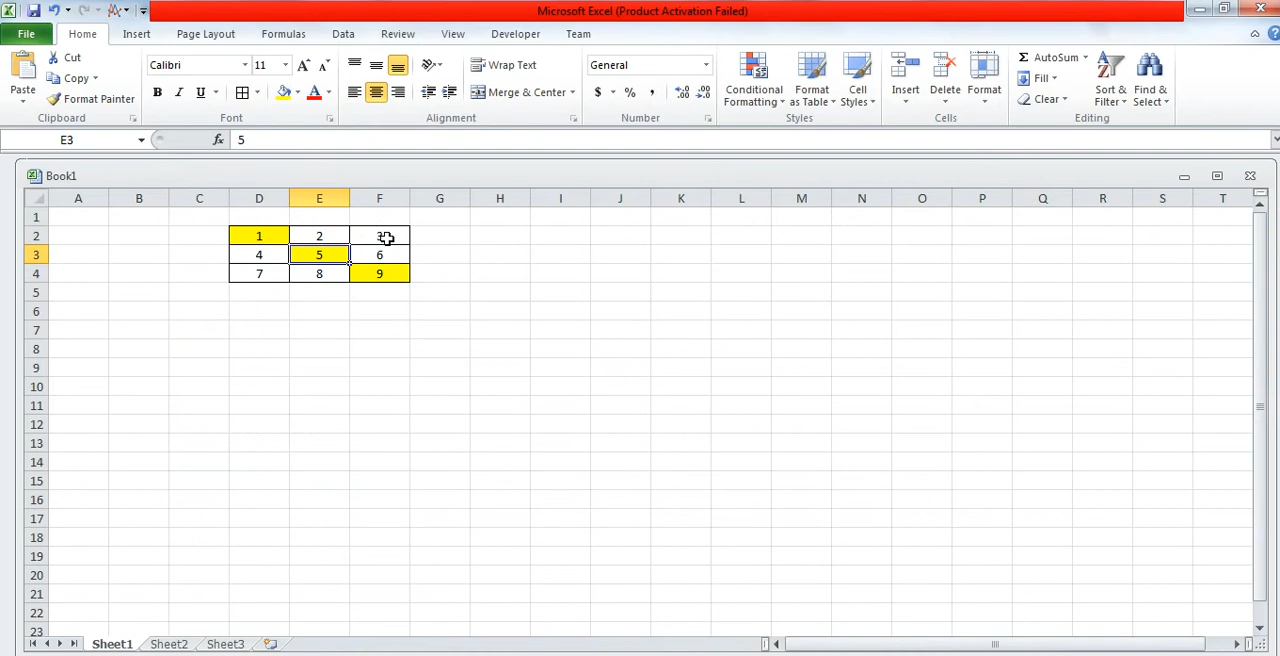 Microsoft Excel (Product Activation Failed)
File Home Insert Page Layout Formulas Data Review View Developer Team
Paste Cut Calibri 11 A A Wrap Text General Conditional Formatting Format as Table Cell Styles Insert Delete Format Σ AutoSum Sort & Filter Find & Select
Copy B I U A Merge & Center $ % , .00 .0 Fill
Format Painter Clear
Clipboard Font Alignment Number Styles Cells Editing
E3 fx 5
Book1
A B C D E F G H I J K L M N O P Q R S T
1
2 1 2
3 4 5 6
4 7 8 9
5
6
7
8
9
10
11
12
13
14
15
16
17
18
19
20
21
22
23
Sheet1 Sheet2 Sheet3